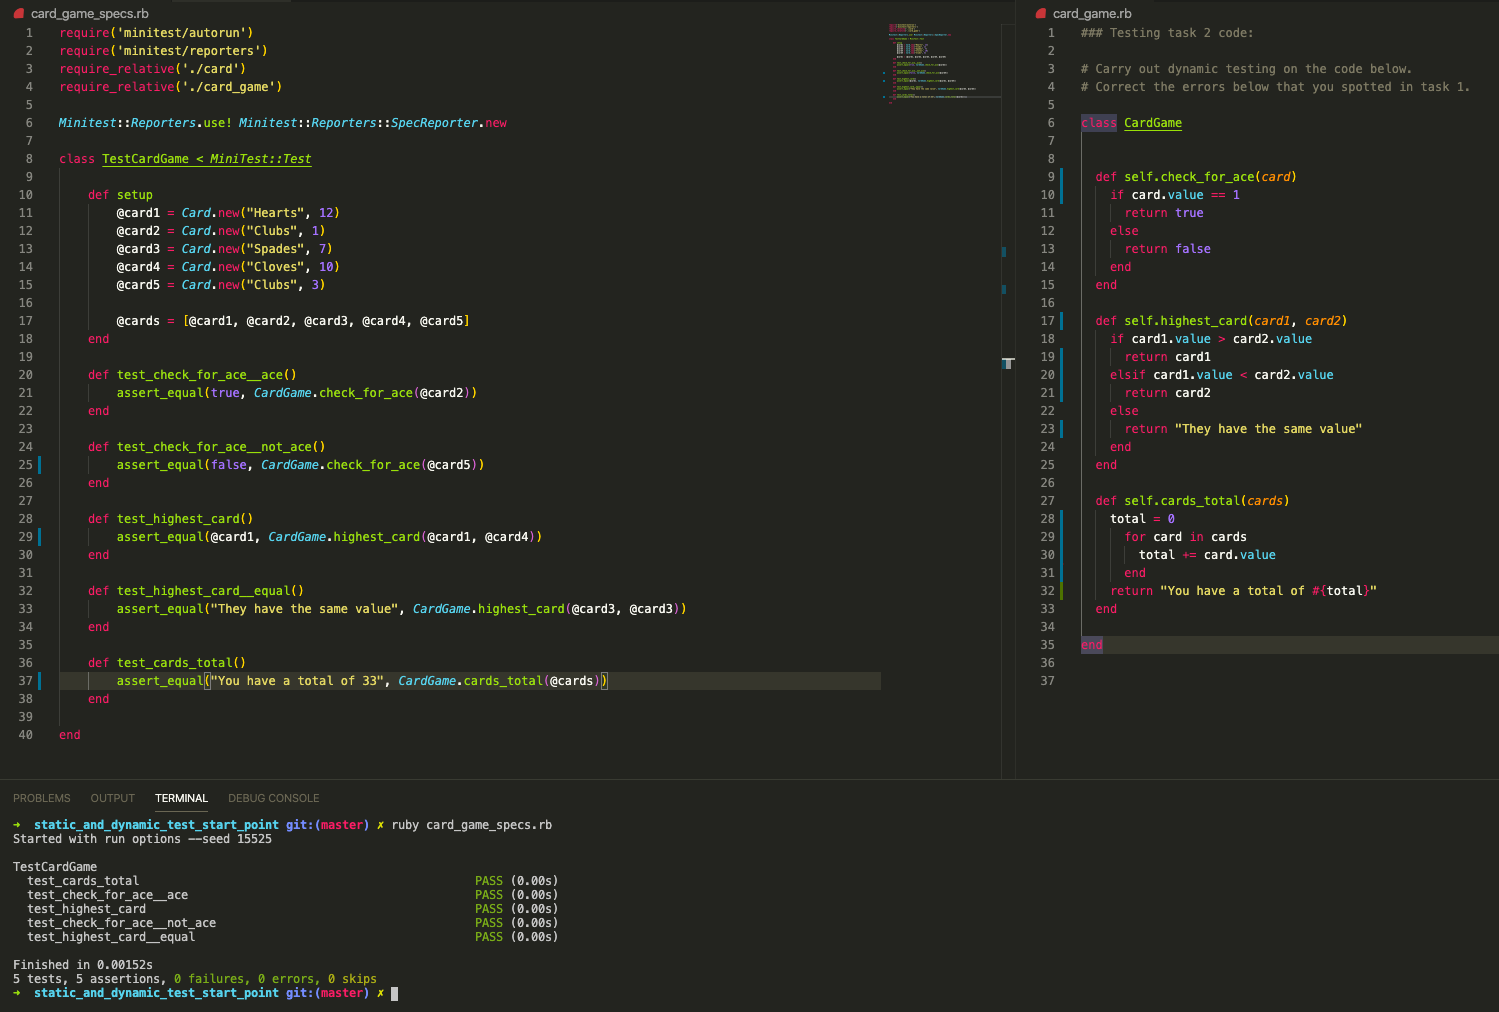 card_game_specs.rb
1 require('minitest/autorun')
2 require('minitest/reporters')
3 require_relative('./card')
4 require_relative('./card_game')
5
6 Minitest::Reporters.use! Minitest::Reporters::SpecReporter.new
7
8 class TestCardGame < MiniTest::Test
9
10 def setup
11 @card1 = Card.new("Hearts", 12)
12 @card2 = Card.new("Clubs", 1)
13 @card3 = Card.new("Spades", 7)
14 @card4 = Card.new("Cloves", 10)
15 @card5 = Card.new("Clubs", 3)
16
17 @cards = [@card1, @card2, @card3, @card4, @card5]
18 end
19
20 def test_check_for_ace__ace()
21 assert_equal(true, CardGame.check_for_ace(@card2))
22 end
23
24 def test_check_for_ace__not_ace()
25 assert_equal(false, CardGame.check_for_ace(@card5))
26 end
27
28 def test_highest_card()
29 assert_equal(@card1, CardGame.highest_card(@card1, @card4))
30 end
31
32 def test_highest_card__equal()
33 assert_equal("They have the same value", CardGame.highest_card(@card3, @card3))
34 end
35
36 def test_cards_total()
37 assert_equal("You have a total of 33", CardGame.cards_total(@cards))
38 end
39
40 end
card_game.rb
1 ### Testing task 2 code:
2
3 # Carry out dynamic testing on the code below.
4 # Correct the errors below that you spotted in task 1.
5
6 class CardGame
7
8
9 def self.check_for_ace(card)
10 if card.value == 1
11 return true
12 else
13 return false
14 end
15 end
16
17 def self.highest_card(card1, card2)
18 if card1.value > card2.value
19 return card1
20 elsif card1.value < card2.value
21 return card2
22 else
23 return "They have the same value"
24 end
25 end
26
27 def self.cards_total(cards)
28 total = 0
29 for card in cards
30 total += card.value
31 end
32 return "You have a total of #{total}"
33 end
34
35 end
36
37
PROBLEMS OUTPUT TERMINAL DEBUG CONSOLE
➜ static_and_dynamic_test_start_point git:(master) ✗ ruby card_game_specs.rb
Started with run options --seed 15525
TestCardGame
test_cards_total PASS (0.00s)
test_check_for_ace__ace PASS (0.00s)
test_highest_card PASS (0.00s)
test_check_for_ace__not_ace PASS (0.00s)
test_highest_card__equal PASS (0.00s)
Finished in 0.00152s
5 tests, 5 assertions, 0 failures, 0 errors, 0 skips
➜ static_and_dynamic_test_start_point git:(master) ✗